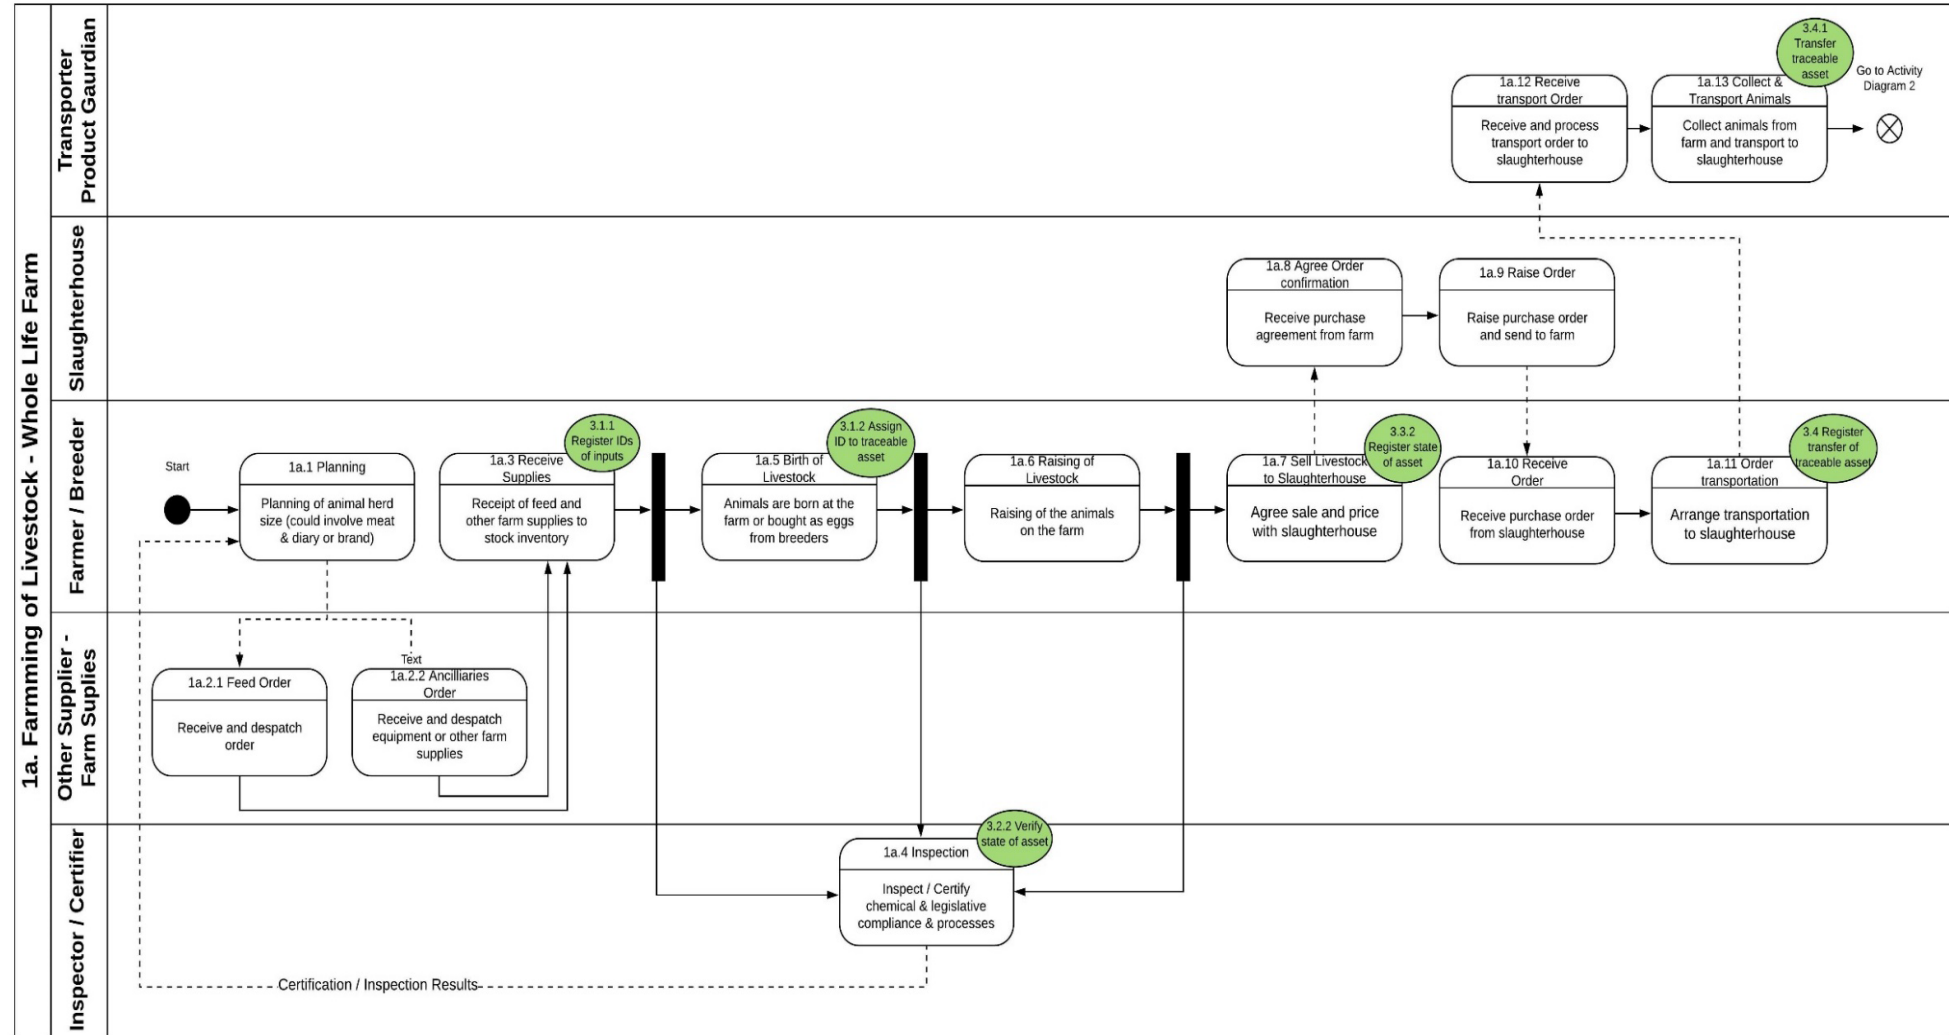 1a. Farmming of Livestock - Whole LIfe Farm
Transporter
Product Gaurdian
3.4.1
Transfer
traceable
asset
Go to Activity
Diagram 2
1a.12 Receive
transport Order
Receive and process
transport order to
slaughterhouse
1a.13 Collect &
Transport Animals
Collect animals from
farm and transport to
slaughterhouse
Slaughterhouse
1a.8 Agree Order
confirmation
Receive purchase
agreement from farm
1a.9 Raise Order
Raise purchase order
and send to farm
Farmer / Breeder
Start
1a.1 Planning
Planning of animal herd
size (could involve meat
& diary or brand)
3.1.1
Register IDs
of inputs
1a.3 Receive
Supplies
Receipt of feed and
other farm supplies to
stock inventory
3.1.2 Assign
ID to traceable
asset
1a.5 Birth of
Livestock
Animals are born at the
farm or bought as eggs
from breeders
1a.6 Raising of
Livestock
Raising of the animals
on the farm
3.3.2
Register state
of asset
1a.7 Sell Livestock
to Slaughterhouse
Agree sale and price
with slaughterhouse
1a.10 Receive
Order
Receive purchase order
from slaughterhouse
3.4 Register
transfer of
traceable asset
1a.11 Order
transportation
Arrange transportation
to slaughterhouse
Other Supplier -
Farm Suplies
1a.2.1 Feed Order
Receive and despatch
order
Text
1a.2.2 Ancilliaries
Order
Receive and despatch
equipment or other farm
supplies
Inspector / Certifier
3.2.2 Verify
state of asset
1a.4 Inspection
Inspect / Certify
chemical & legislative
compliance & processes
Certification / Inspection Results